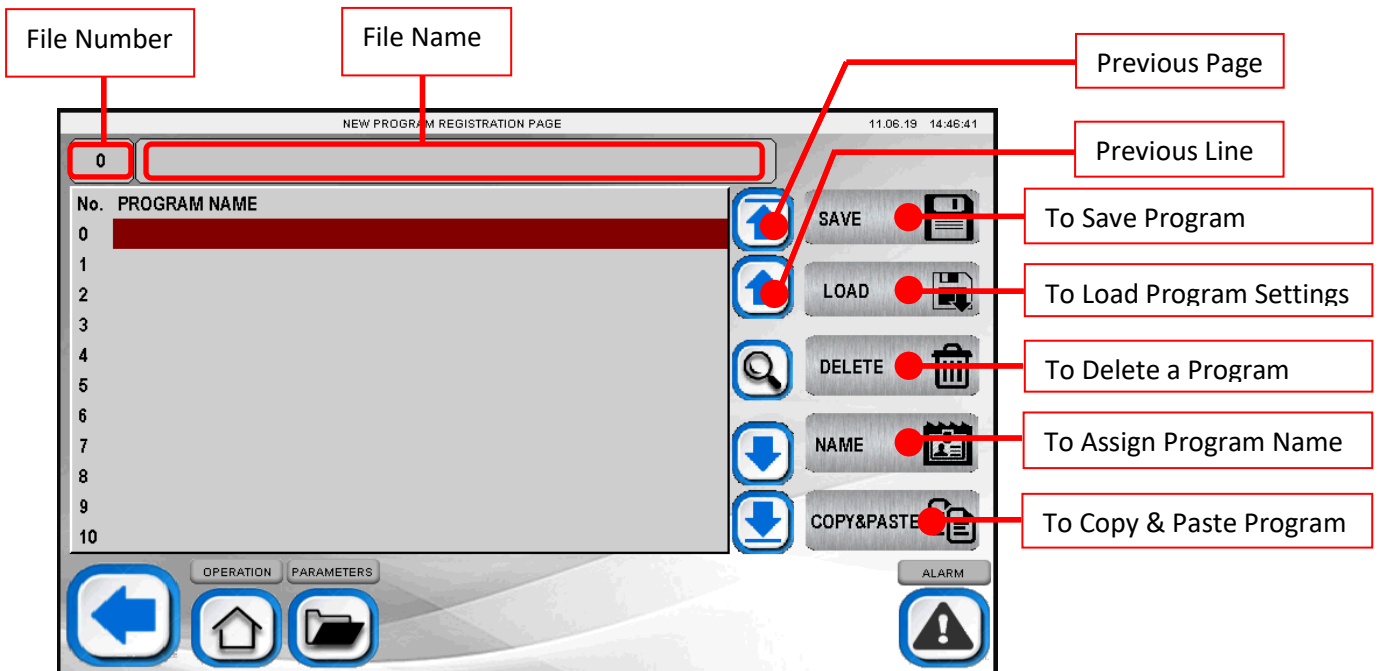 File Number
File Name
Previous Page
NEW PROGRAM REGISTRATION PAGE
11.06.19 14:46:41
Previous Line
0
No. PROGRAM NAME
0
1
2
3
4
5
6
7
8
9
10
SAVE
To Save Program
LOAD
To Load Program Settings
DELETE
To Delete a Program
NAME
To Assign Program Name
COPY&PASTE
To Copy & Paste Program
OPERATION
PARAMETERS
ALARM